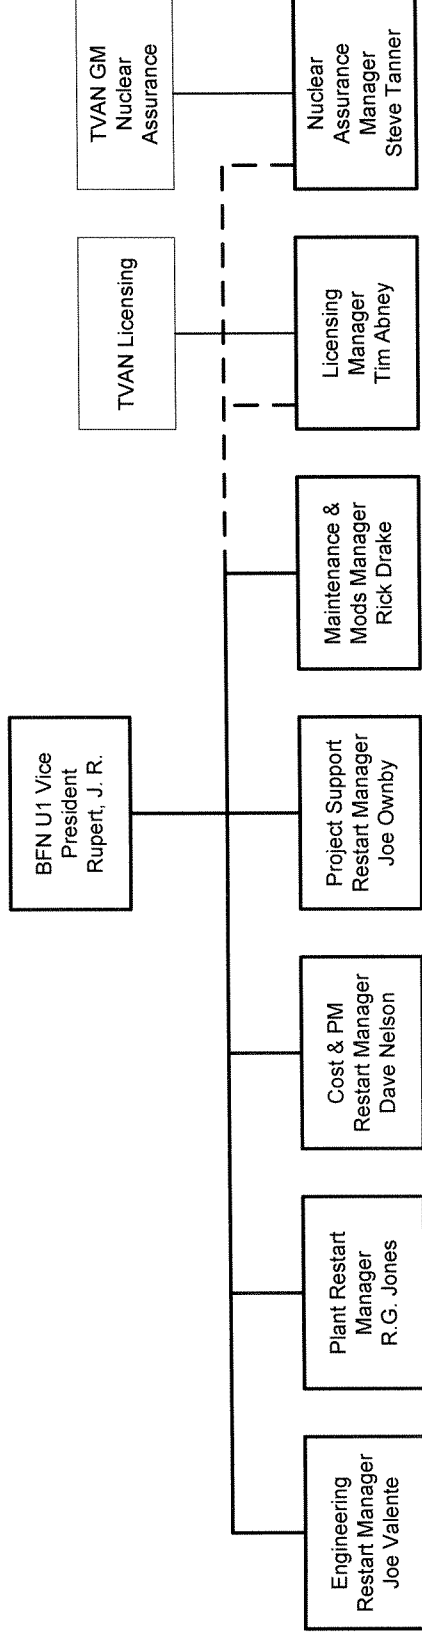 BFN U1 Vice
President
Rupert, J. R.
TVAN Licensing
TVAN GM
Nuclear
Assurance
Engineering
Restart Manager
Joe Valente
Plant Restart
Manager
R.G. Jones
Cost & PM
Restart Manager
Dave Nelson
Project Support
Restart Manager
Joe Ownby
Maintenance &
Mods Manager
Rick Drake
Licensing
Manager
Tim Abney
Nuclear
Assurance
Manager
Steve Tanner